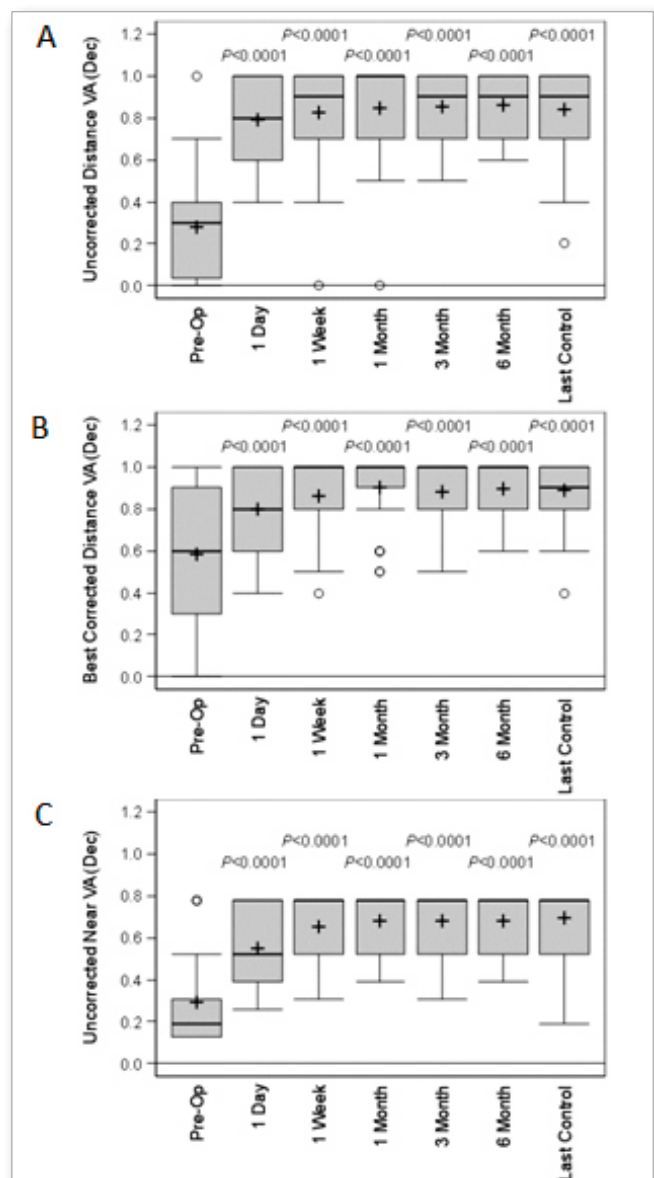 A
Uncorrected Distance VA (Dec)
1.2
1.0
0.8
0.6
0.4
0.2
0.0
P<0.0001 P<0.0001 P<0.0001 P<0.0001 P<0.0001 P<0.0001
Pre-Op
1 Day
1 Week
1 Month
3 Month
6 Month
Last Control
B
Best Corrected Distance VA (Dec)
1.2
1.0
0.8
0.6
0.4
0.2
0.0
P<0.0001 P<0.0001 P<0.0001 P<0.0001 P<0.0001 P<0.0001
Pre-Op
1 Day
1 Week
1 Month
3 Month
6 Month
Last Control
C
Uncorrected Near VA (Dec)
1.2
1.0
0.8
0.6
0.4
0.2
0.0
P<0.0001 P<0.0001 P<0.0001 P<0.0001 P<0.0001 P<0.0001
Pre-Op
1 Day
1 Week
1 Month
3 Month
6 Month
Last Control